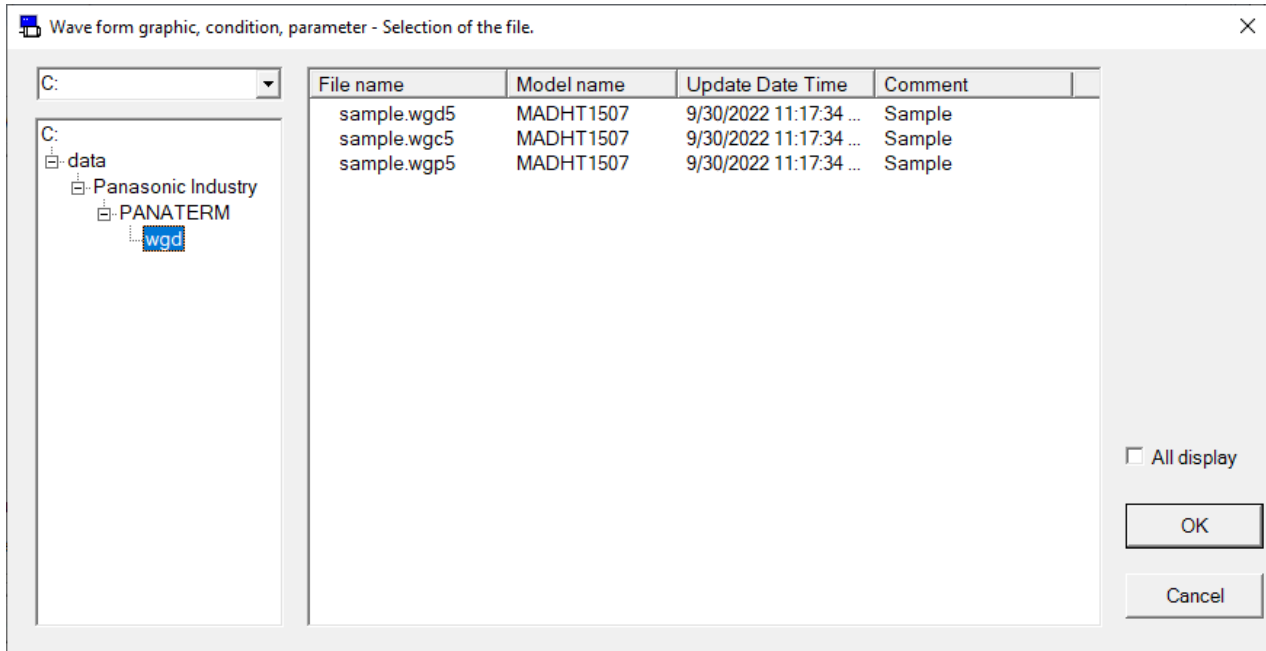 Wave form graphic, condition, parameter - Selection of the file.
C:
File name Model name Update Date Time Comment
sample.wgd5 MADHT1507 9/30/2022 11:17:34 ... Sample
sample.wgc5 MADHT1507 9/30/2022 11:17:34 ... Sample
sample.wgp5 MADHT1507 9/30/2022 11:17:34 ... Sample
C:
data
Panasonic Industry
PANATERM
wgd
All display
OK
Cancel